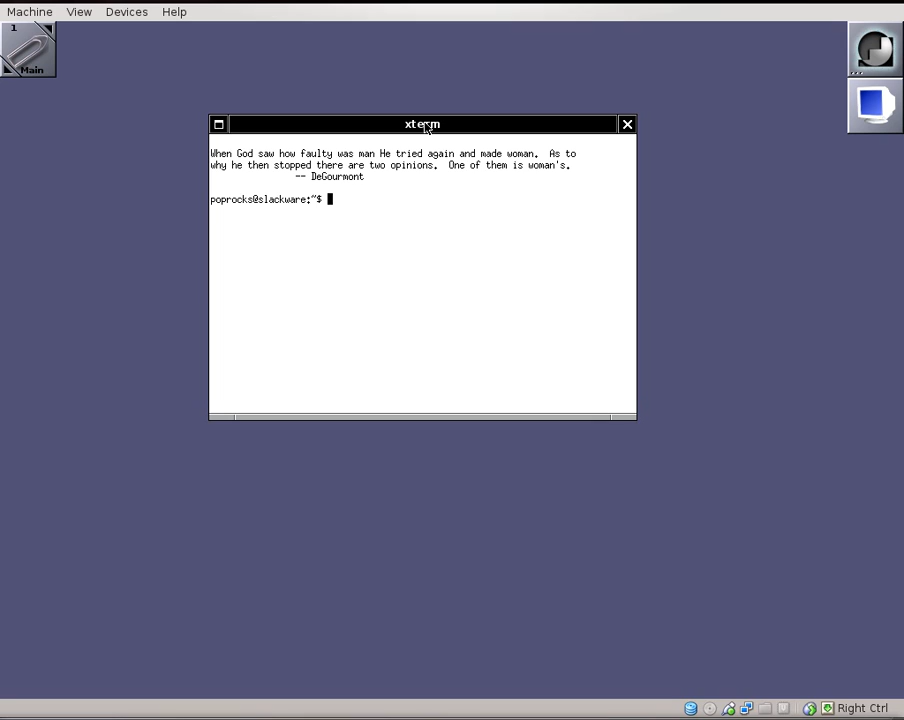 Machine View Devices Help
1
Main
xterm
When God saw how faulty was man He tried again and made woman.  As to
why he then stopped there are two opinions.  One of them is woman's.
-- DeGourmont
poprocks@slackware:~$
Right Ctrl